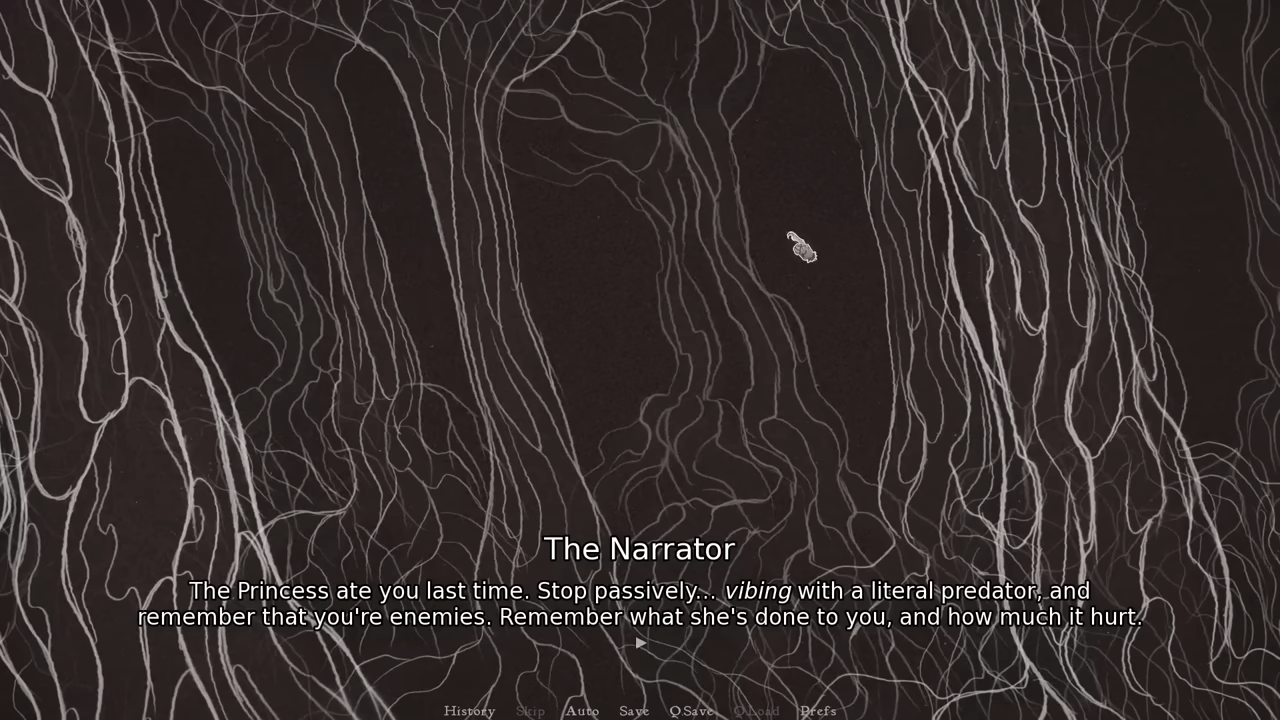 The Narrator
The Princess ate you last time. Stop passively... vibing with a literal predator, and
remember that you're enemies. Remember what she's done to you, and how much it hurt.
History Skip Auto Save Q.Save Q.Load Prefs